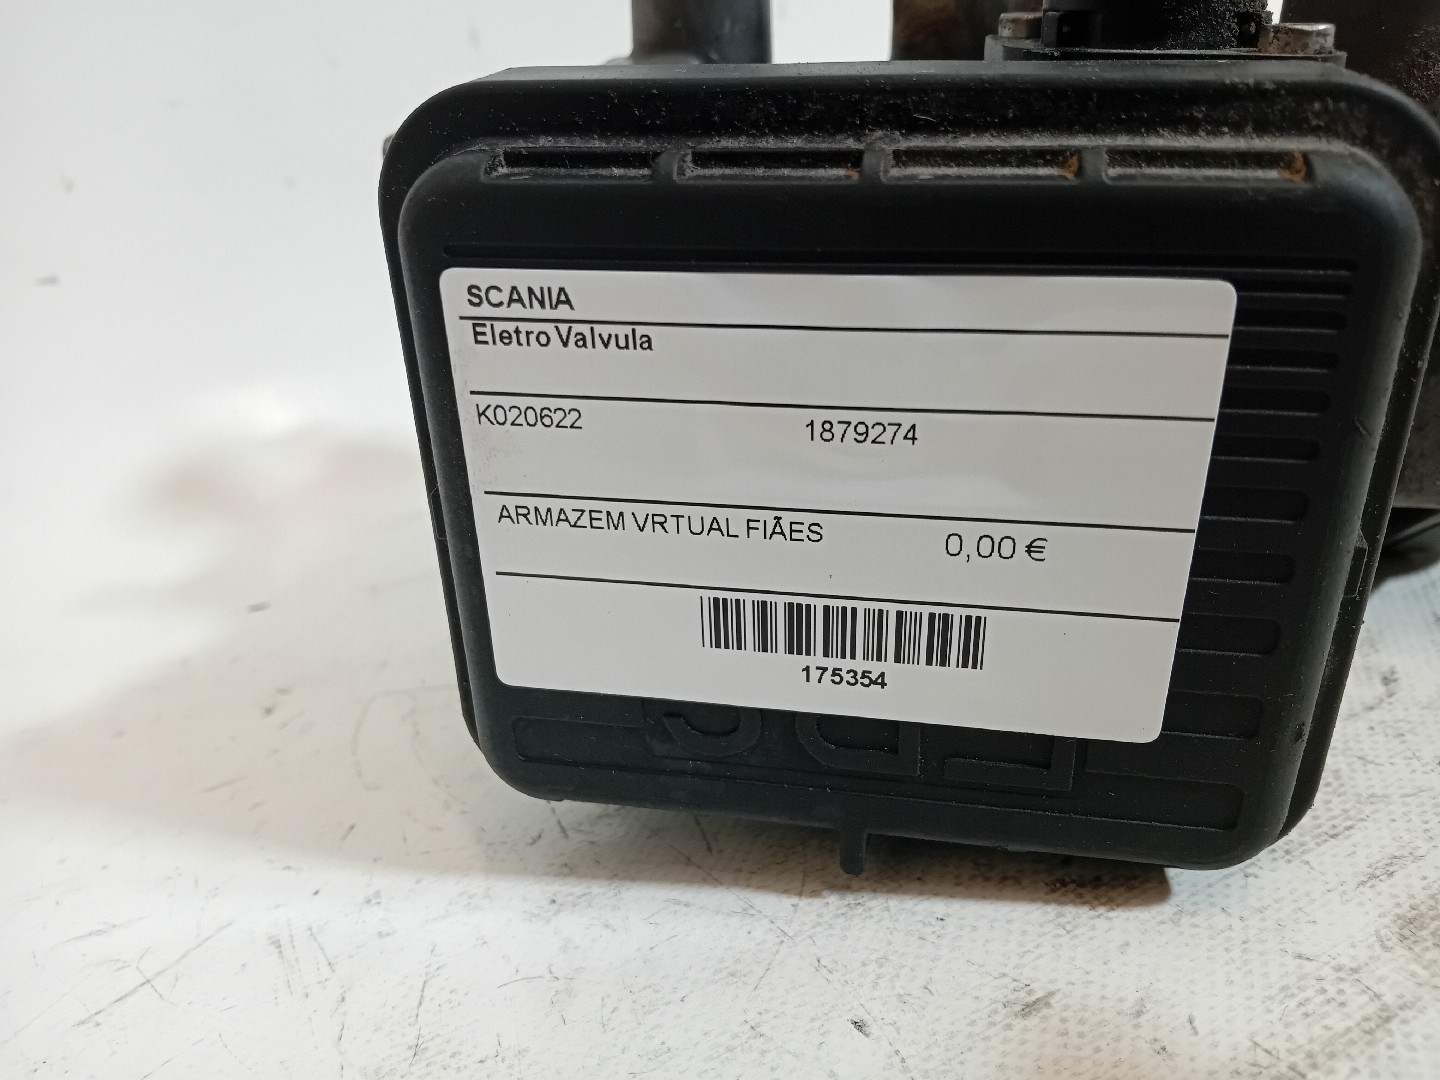 SCANIA
Eletro Valvula
K020622 1879274
ARMAZEM VRTUAL FIÃES 0,00 €
175354